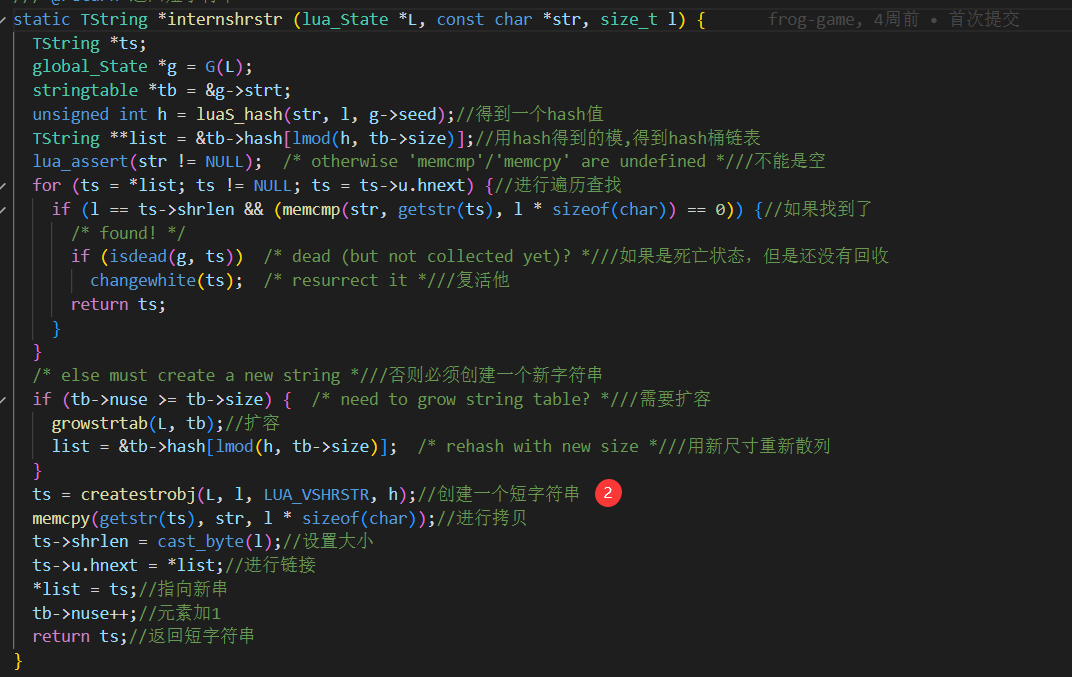 static TString *internshrstr (lua_State *L, const char *str, size_t l) {      frog-game, 4周前 • 首次提交
  TString *ts;
  global_State *g = G(L);
  stringtable *tb = &g->strt;
  unsigned int h = luaS_hash(str, l, g->seed);//得到一个hash值
  TString **list = &tb->hash[lmod(h, tb->size)];//用hash得到的模,得到hash桶链表
  lua_assert(str != NULL);  /* otherwise 'memcmp'/'memcpy' are undefined *///不能是空
  for (ts = *list; ts != NULL; ts = ts->u.hnext) {//进行遍历查找
    if (l == ts->shrlen && (memcmp(str, getstr(ts), l * sizeof(char)) == 0)) {//如果找到了
      /* found! */
      if (isdead(g, ts))  /* dead (but not collected yet)? *///如果是死亡状态，但是还没有回收
        changewhite(ts);  /* resurrect it *///复活他
      return ts;
    }
  }
  /* else must create a new string *///否则必须创建一个新字符串
  if (tb->nuse >= tb->size) {  /* need to grow string table? *///需要扩容
    growstrtab(L, tb);//扩容
    list = &tb->hash[lmod(h, tb->size)];  /* rehash with new size *///用新尺寸重新散列
  }
  ts = createstrobj(L, l, LUA_VSHRSTR, h);//创建一个短字符串 2
  memcpy(getstr(ts), str, l * sizeof(char));//进行拷贝
  ts->shrlen = cast_byte(l);//设置大小
  ts->u.hnext = *list;//进行链接
  *list = ts;//指向新串
  tb->nuse++;//元素加1
  return ts;//返回短字符串
}